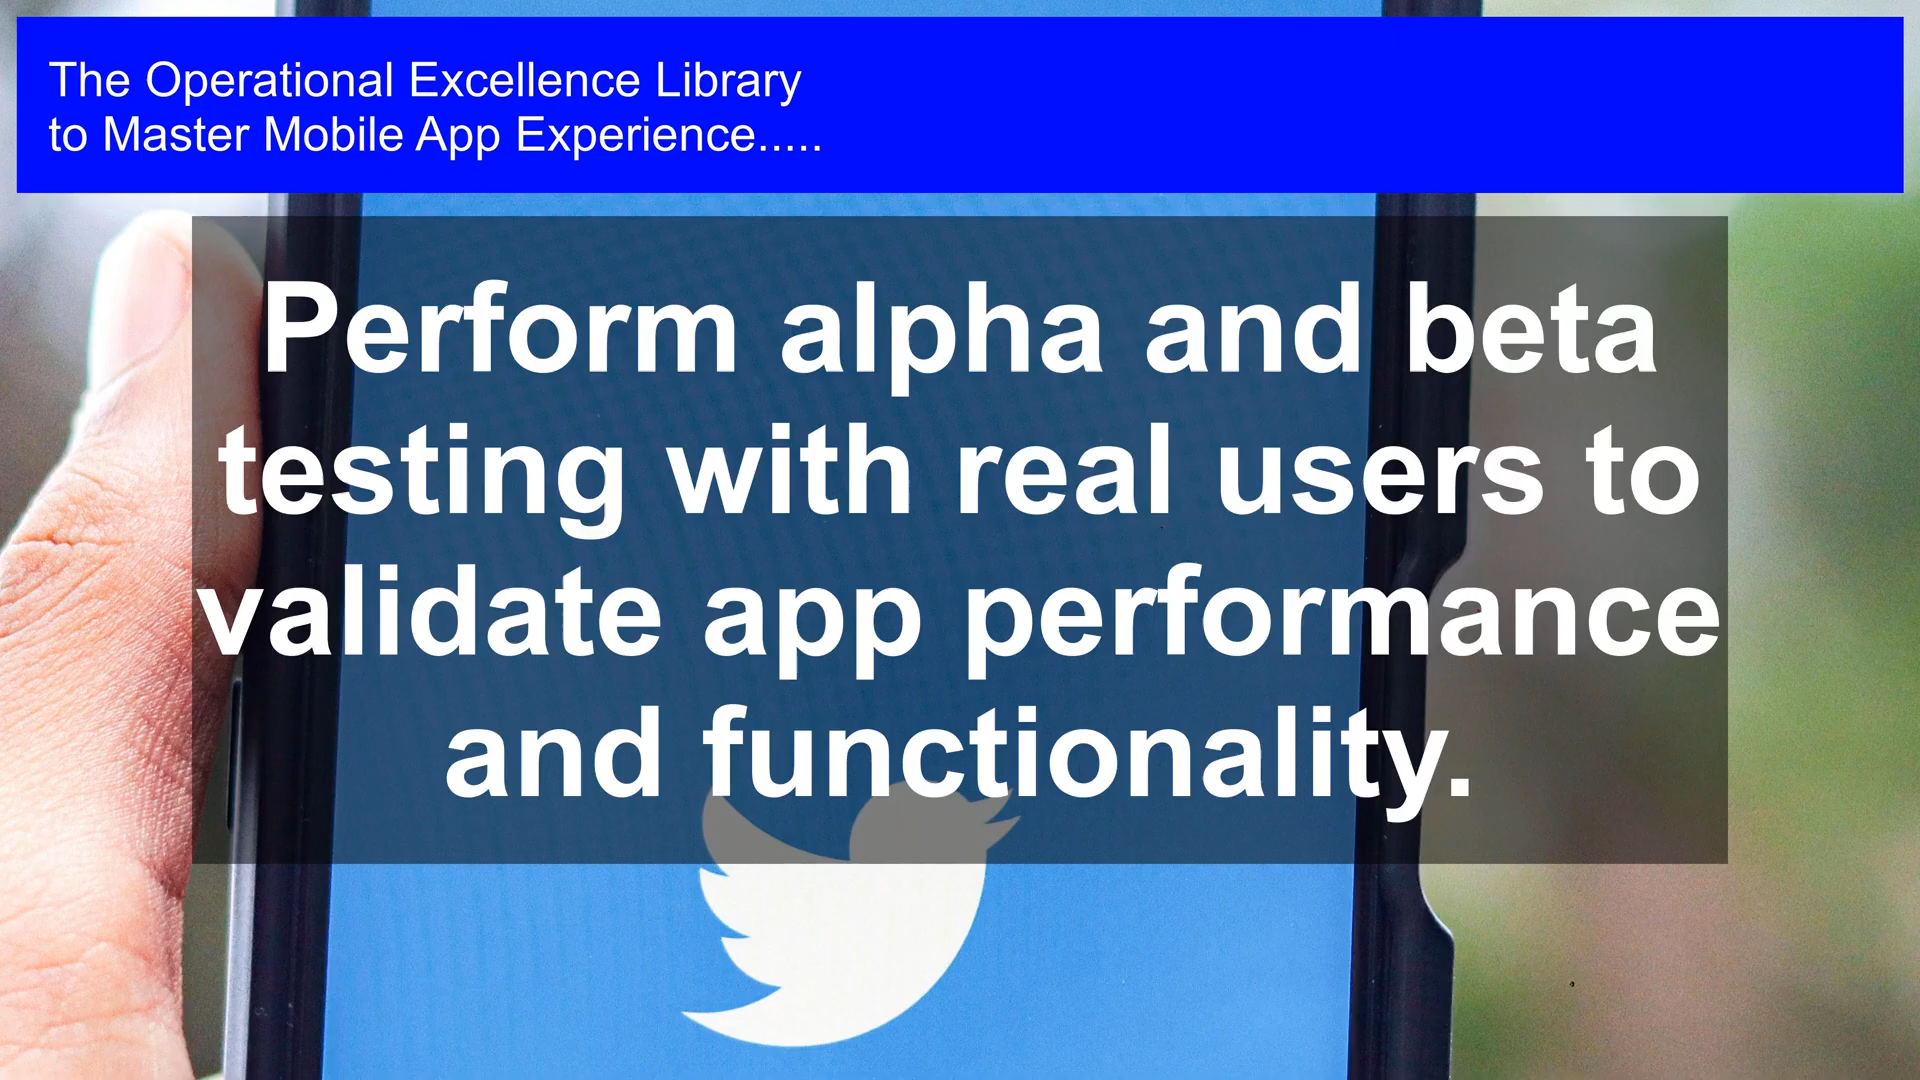 The Operational Excellence Library
to Master Mobile App Experience.....
Perform alpha and beta
testing with real users to
validate app performance
and functionality.